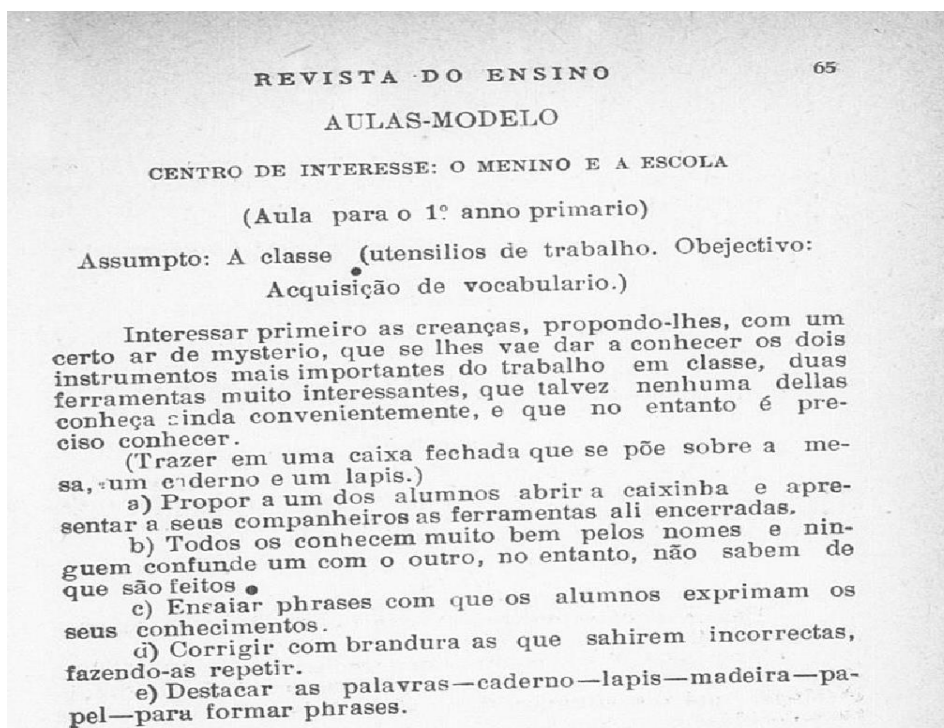 REVISTA DO ENSINO 65
AULAS-MODELO
CENTRO DE INTERESSE: O MENINO E A ESCOLA
(Aula para o 1º anno primario)
Assumpto: A classe (utensilios de trabalho. Obejectivo:
Acquisição de vocabulario.)
Interessar primeiro as creanças, propondo-lhes, com um
certo ar de mysterio, que se lhes vae dar a conhecer os dois
instrumentos mais importantes do trabalho em classe, duas
ferramentas muito interessantes, que talvez nenhuma dellas
conheça ainda convenientemente, e que no entanto é pre-
ciso conhecer.
(Trazer em uma caixa fechada que se põe sobre a me-
sa, um caderno e um lapis.)
a) Propor a um dos alumnos abrir a caixinba e apre-
sentar a seus companheiros as ferramentas ali encerradas.
b) Todos os conhecem muito bem pelos nomes e nin-
guem confunde um com o outro, no entanto, não sabem de
que são feitos.
c) Ensaiar phrases com que os alumnos exprimam os
seus conhecimentos.
d) Corrigir com brandura as que sahirem incorrectas,
fazendo-as repetir.
e) Destacar as palavras—caderno—lapis—madeira—pa-
pel—para formar phrases.